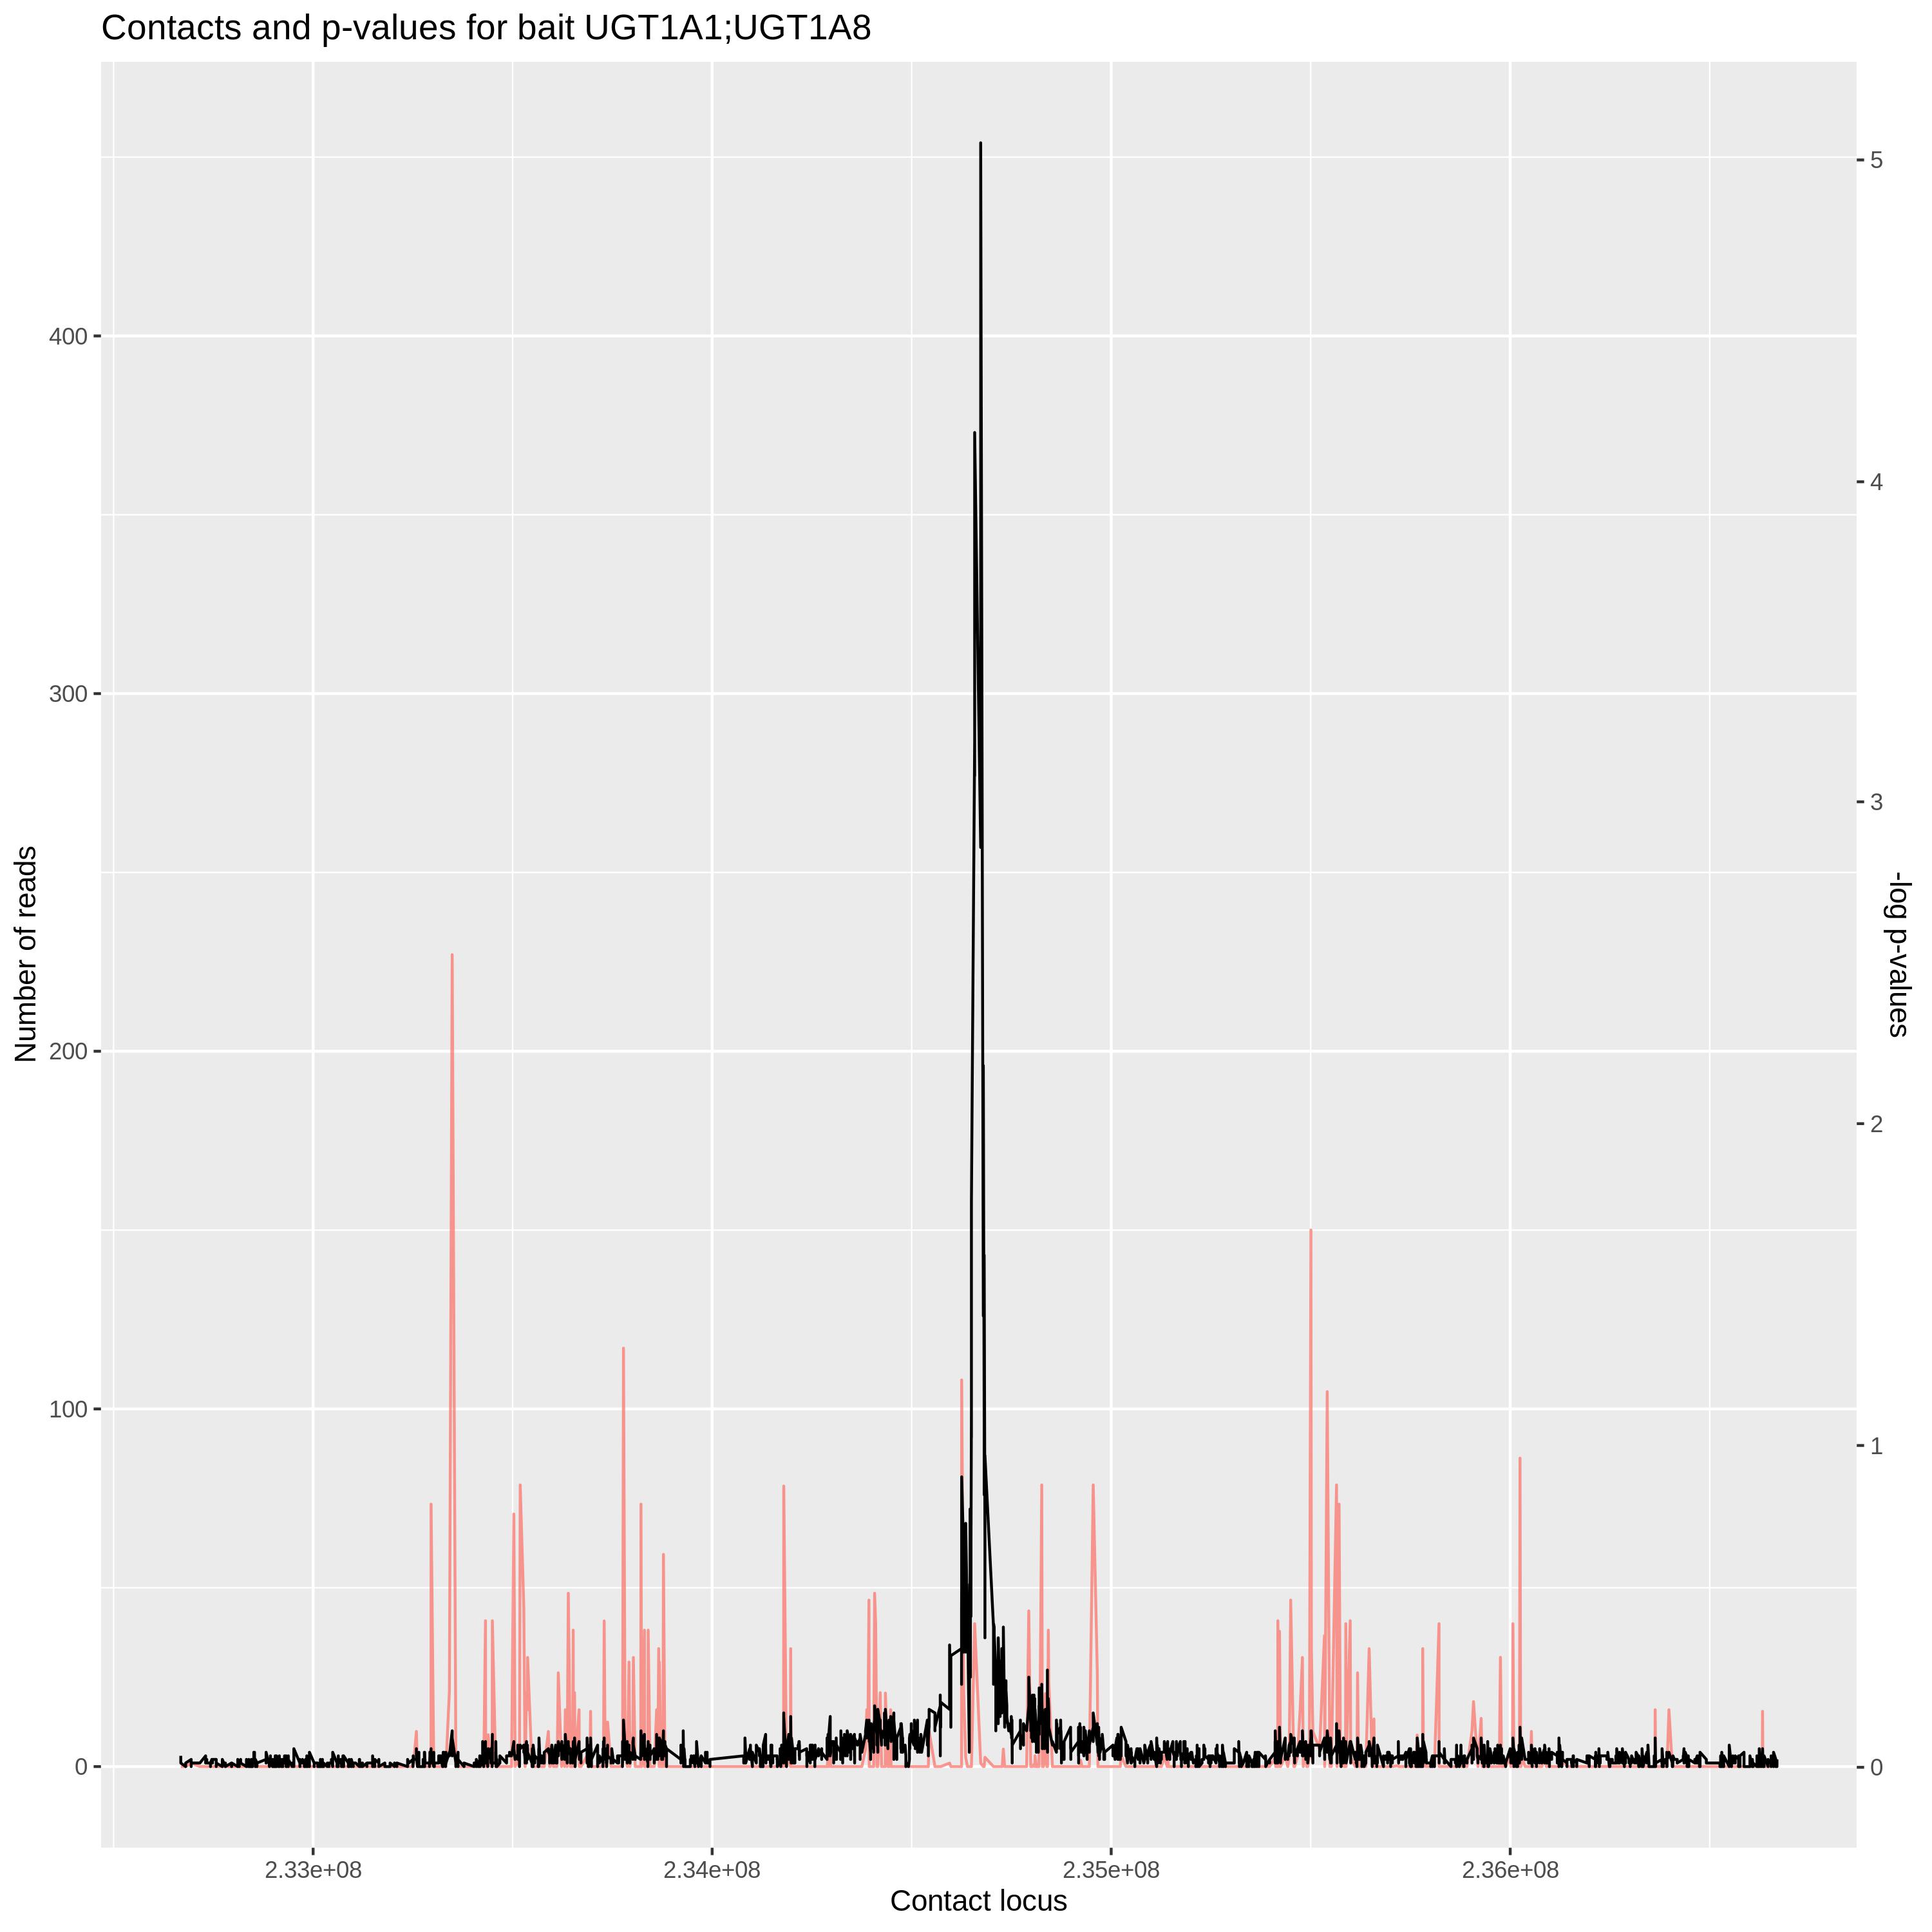 Contacts and p-values for bait UGT1A1;UGT1A8
Number of reads
400
300
200
100
0
5
4
3
2
1
0
-log p-values
2.33e+08 2.34e+08 2.35e+08 2.36e+08
Contact locus